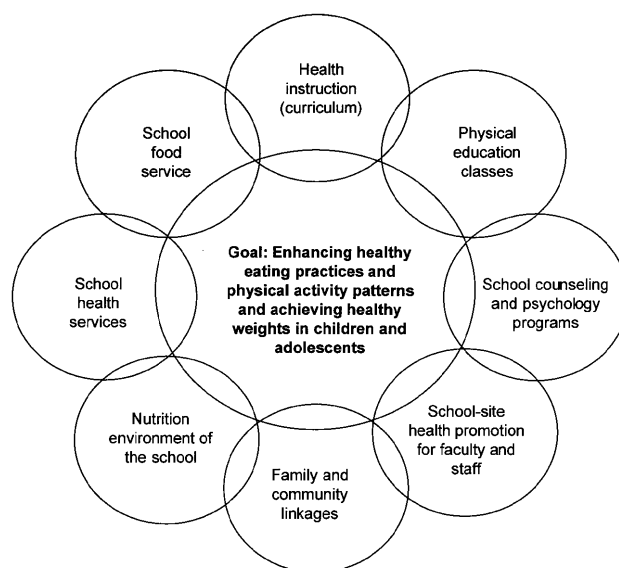 Health
instruction
(curriculum)
School
food
service
Physical
education
classes
Goal: Enhancing healthy
eating practices and
physical activity patterns
and achieving healthy
weights in children and
adolescents
School
health
services
School counseling
and psychology
programs
Nutrition
environment of
the school
School-site
health promotion
for faculty and
staff
Family and
community
linkages